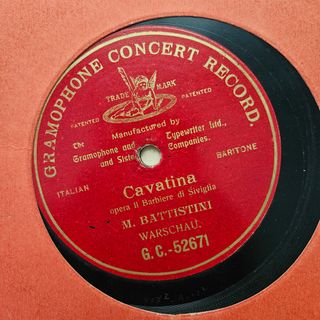 GRAMOPHONE CONCERT RECORD.
TRADE MARK
PATENTED PATENTED
Manufactured by
The Gramophone and Typewriter Ltd.,
and Sister Companies.
ITALIAN BARITONE
Cavatina
opera Il Barbiere di Siviglia
M. BATTISTINI
WARSCHAU.
G.C.-52671